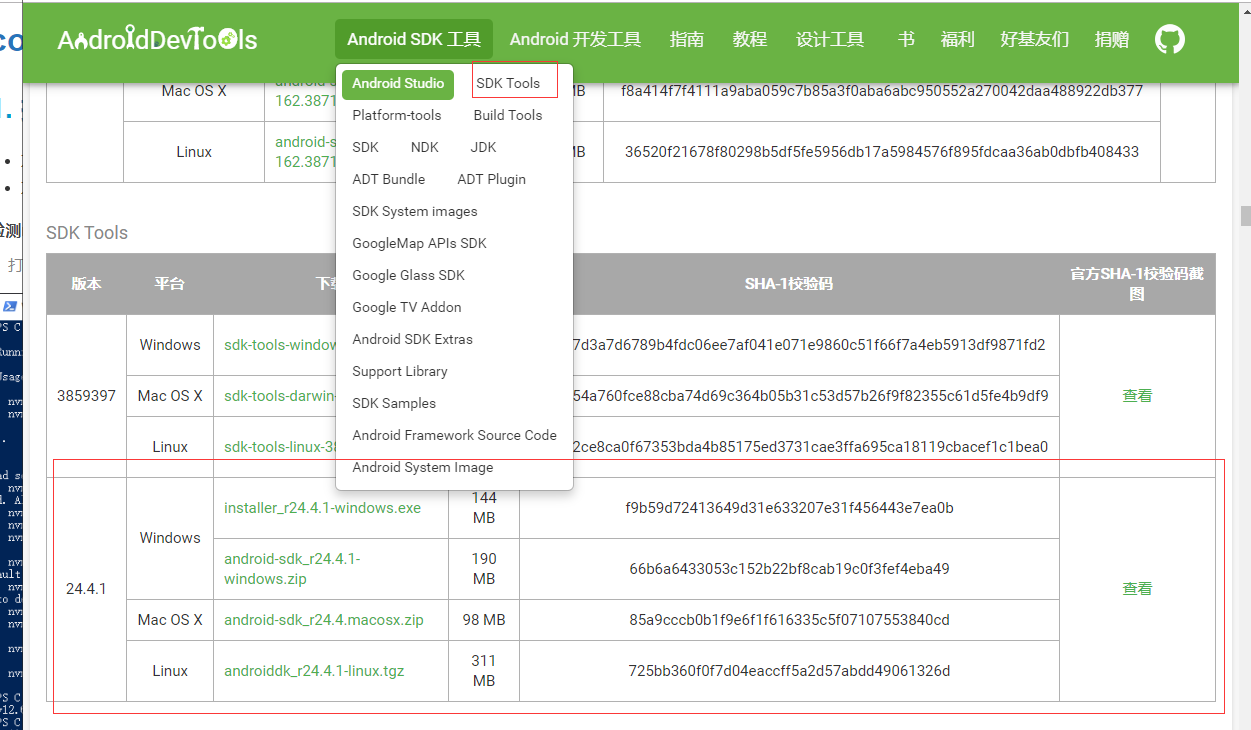 AndroidDevTools
Android SDK 工具 Android 开发工具 指南 教程 设计工具 书 福利 好基友们 捐赠
Android Studio SDK Tools
Platform-tools Build Tools
SDK NDK JDK
ADT Bundle ADT Plugin
SDK System images
GoogleMap APIs SDK
Google Glass SDK
Google TV Addon
Android SDK Extras
Support Library
SDK Samples
Android Framework Source Code
Android System Image
Mac OS X 162.3871 MB f8a414f7f4111a9aba059c7b85a3f0aba6abc950552a270042daa488922db377
Linux android-s 162.3871 MB 36520f21678f80298b5df5fe5956db17a5984576f895fdcaa36ab0dbfb408433
SDK Tools
版本 平台 下载 SHA-1校验码 官方SHA-1校验码截图
3859397
Windows sdk-tools-window 7d3a7d6789b4fdc06ee7af041e071e9860c51f66f7a4eb5913df9871fd2
Mac OS X sdk-tools-darwin- 54a760fce88cba74d69c364b05b31c53d57b26f9f82355c61d5fe4b9df9
查看
Linux sdk-tools-linux-38 2ce8ca0f67353bda4b85175ed3731cae3ffa695ca18119cbacef1c1bea0
24.4.1
Windows
installer_r24.4.1-windows.exe 144 MB f9b59d72413649d31e633207e31f456443e7ea0b
android-sdk_r24.4.1-windows.zip 190 MB 66b6a6433053c152b22bf8cab19c0f3fef4eba49
查看
Mac OS X android-sdk_r24.4.macosx.zip 98 MB 85a9cccb0b1f9e6f1f616335c5f07107553840cd
Linux androiddk_r24.4.1-linux.tgz 311 MB 725bb360f0f7d04eaccff5a2d57abdd49061326d